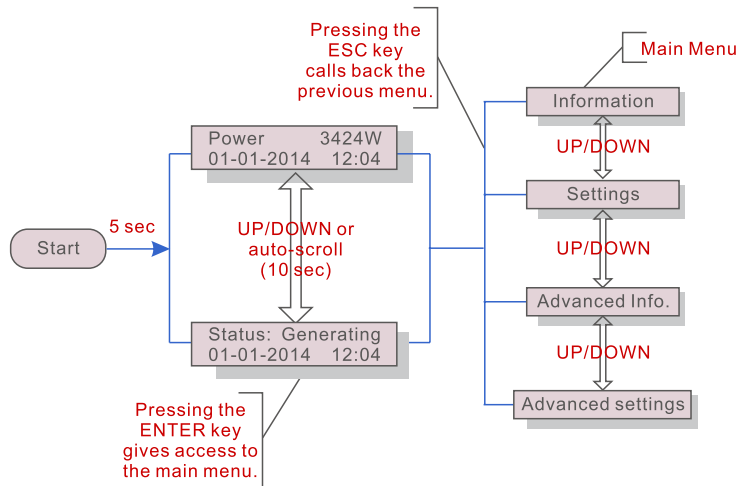 Pressing the
ESC key
calls back the
previous menu.
Main Menu
Information
UP/DOWN
Settings
UP/DOWN
Advanced Info.
UP/DOWN
Advanced settings
Power 3424W
01-01-2014 12:04
UP/DOWN or
auto-scroll
(10 sec)
Status: Generating
01-01-2014 12:04
Start
5 sec
Pressing the
ENTER key
gives access to
the main menu.